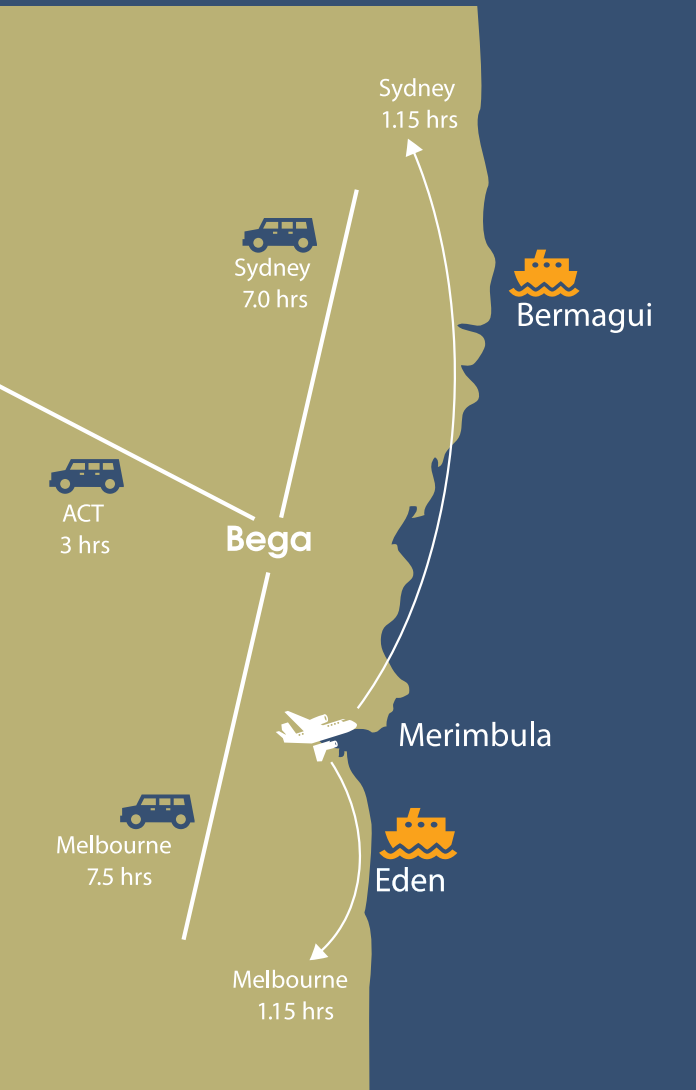 Sydney
1.15 hrs
Sydney
7.0 hrs
Bermagui
ACT
3 hrs
Bega
Merimbula
Melbourne
7.5 hrs
Eden
Melbourne
1.15 hrs